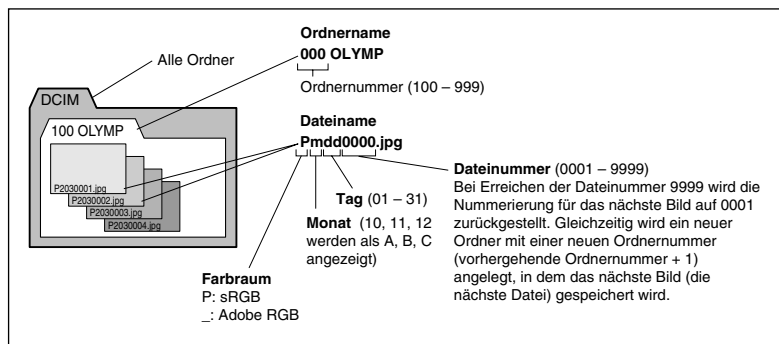 Ordnername
000 OLYMP
Ordnernummer (100 – 999)
Alle Ordner
DCIM
100 OLYMP
P2030001.jpg
P2030002.jpg
P2030003.jpg
P2030004.jpg
Dateiname
Pmdd0000.jpg
Dateinummer (0001 – 9999)
Bei Erreichen der Dateinummer 9999 wird die
Nummerierung für das nächste Bild auf 0001
zurückgestellt. Gleichzeitig wird ein neuer
Ordner mit einer neuen Ordnernummer
(vorhergehende Ordnernummer + 1)
angelegt, in dem das nächste Bild (die
nächste Datei) gespeichert wird.
Tag (01 – 31)
Monat (10, 11, 12
werden als A, B, C
angezeigt)
Farbraum
P: sRGB
_: Adobe RGB